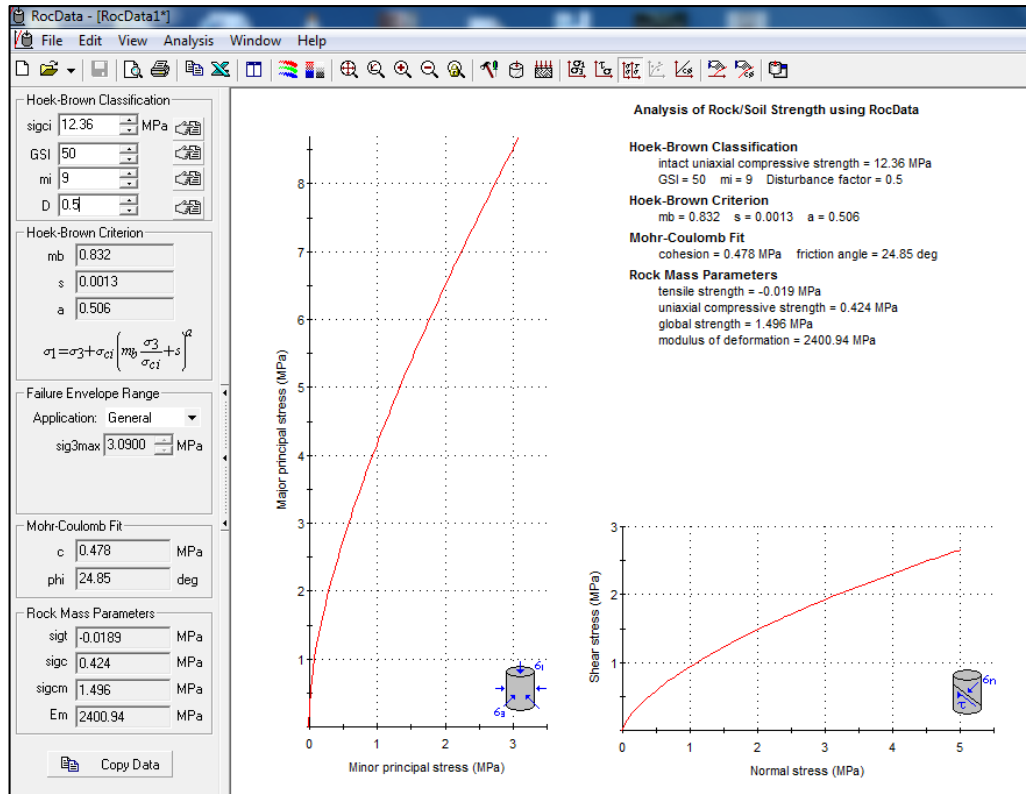 RocData - [RocData1*]
File Edit View Analysis Window Help
Hoek-Brown Classification
sigci 12.36 MPa
GSI 50
mi 9
D 0.5
Hoek-Brown Criterion
mb 0.832
s 0.0013
a 0.506
σ1=σ3+σci(mb σ3/σci+s)^a
Failure Envelope Range
Application: General
sig3max 3.0900 MPa
Mohr-Coulomb Fit
c 0.478 MPa
phi 24.85 deg
Rock Mass Parameters
sigt -0.0189 MPa
sigc 0.424 MPa
sigcm 1.496 MPa
Em 2400.94 MPa
Copy Data
Major principal stress (MPa)
8
7
6
5
4
3
2
1
0 1 2 3
Minor principal stress (MPa)
σ1
σ3
Analysis of Rock/Soil Strength using RocData
Hoek-Brown Classification
intact uniaxial compressive strength = 12.36 MPa
GSI = 50 mi = 9 Disturbance factor = 0.5
Hoek-Brown Criterion
mb = 0.832 s = 0.0013 a = 0.506
Mohr-Coulomb Fit
cohesion = 0.478 MPa friction angle = 24.85 deg
Rock Mass Parameters
tensile strength = -0.019 MPa
uniaxial compressive strength = 0.424 MPa
global strength = 1.496 MPa
modulus of deformation = 2400.94 MPa
Shear stress (MPa)
3
2
1
0 1 2 3 4 5
Normal stress (MPa)
σn
τ